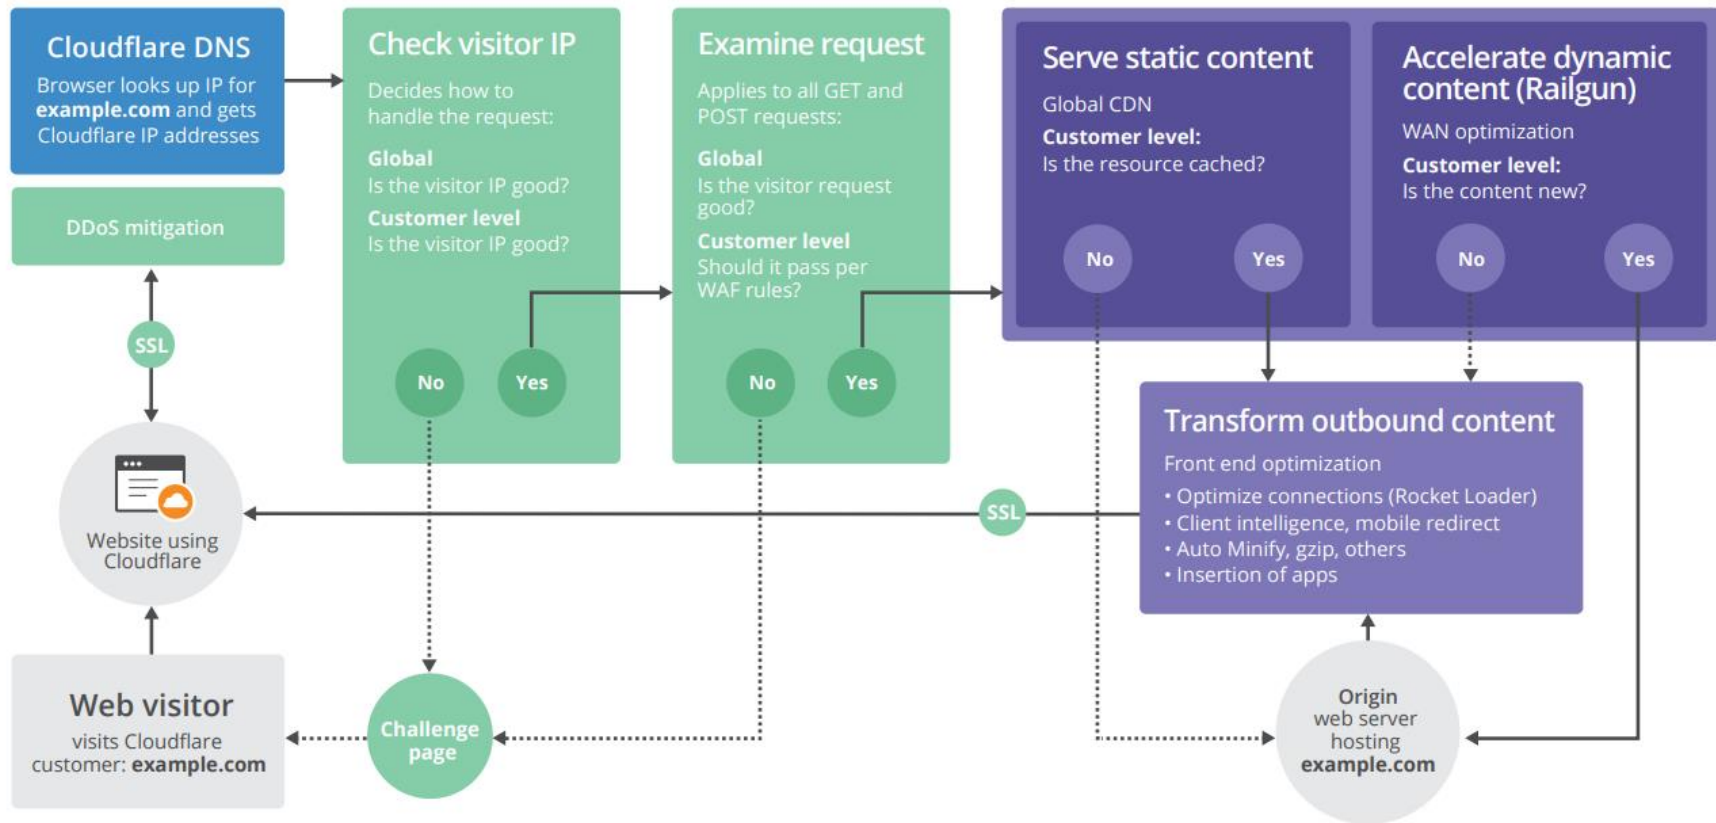 Cloudflare DNS
Browser looks up IP for
example.com and gets
Cloudflare IP addresses
DDoS mitigation
SSL
Website using
Cloudflare
Web visitor
visits Cloudflare
customer: example.com
Check visitor IP
Decides how to
handle the request:
Global
Is the visitor IP good?
Customer level
Is the visitor IP good?
No
Yes
Challenge
page
Examine request
Applies to all GET and
POST requests:
Global
Is the visitor request
good?
Customer level
Should it pass per
WAF rules?
No
Yes
Serve static content
Global CDN
Customer level:
Is the resource cached?
No
Yes
Accelerate dynamic
content (Railgun)
WAN optimization
Customer level:
Is the content new?
No
Yes
Transform outbound content
Front end optimization
• Optimize connections (Rocket Loader)
• Client intelligence, mobile redirect
• Auto Minify, gzip, others
• Insertion of apps
SSL
Origin
web server
hosting
example.com